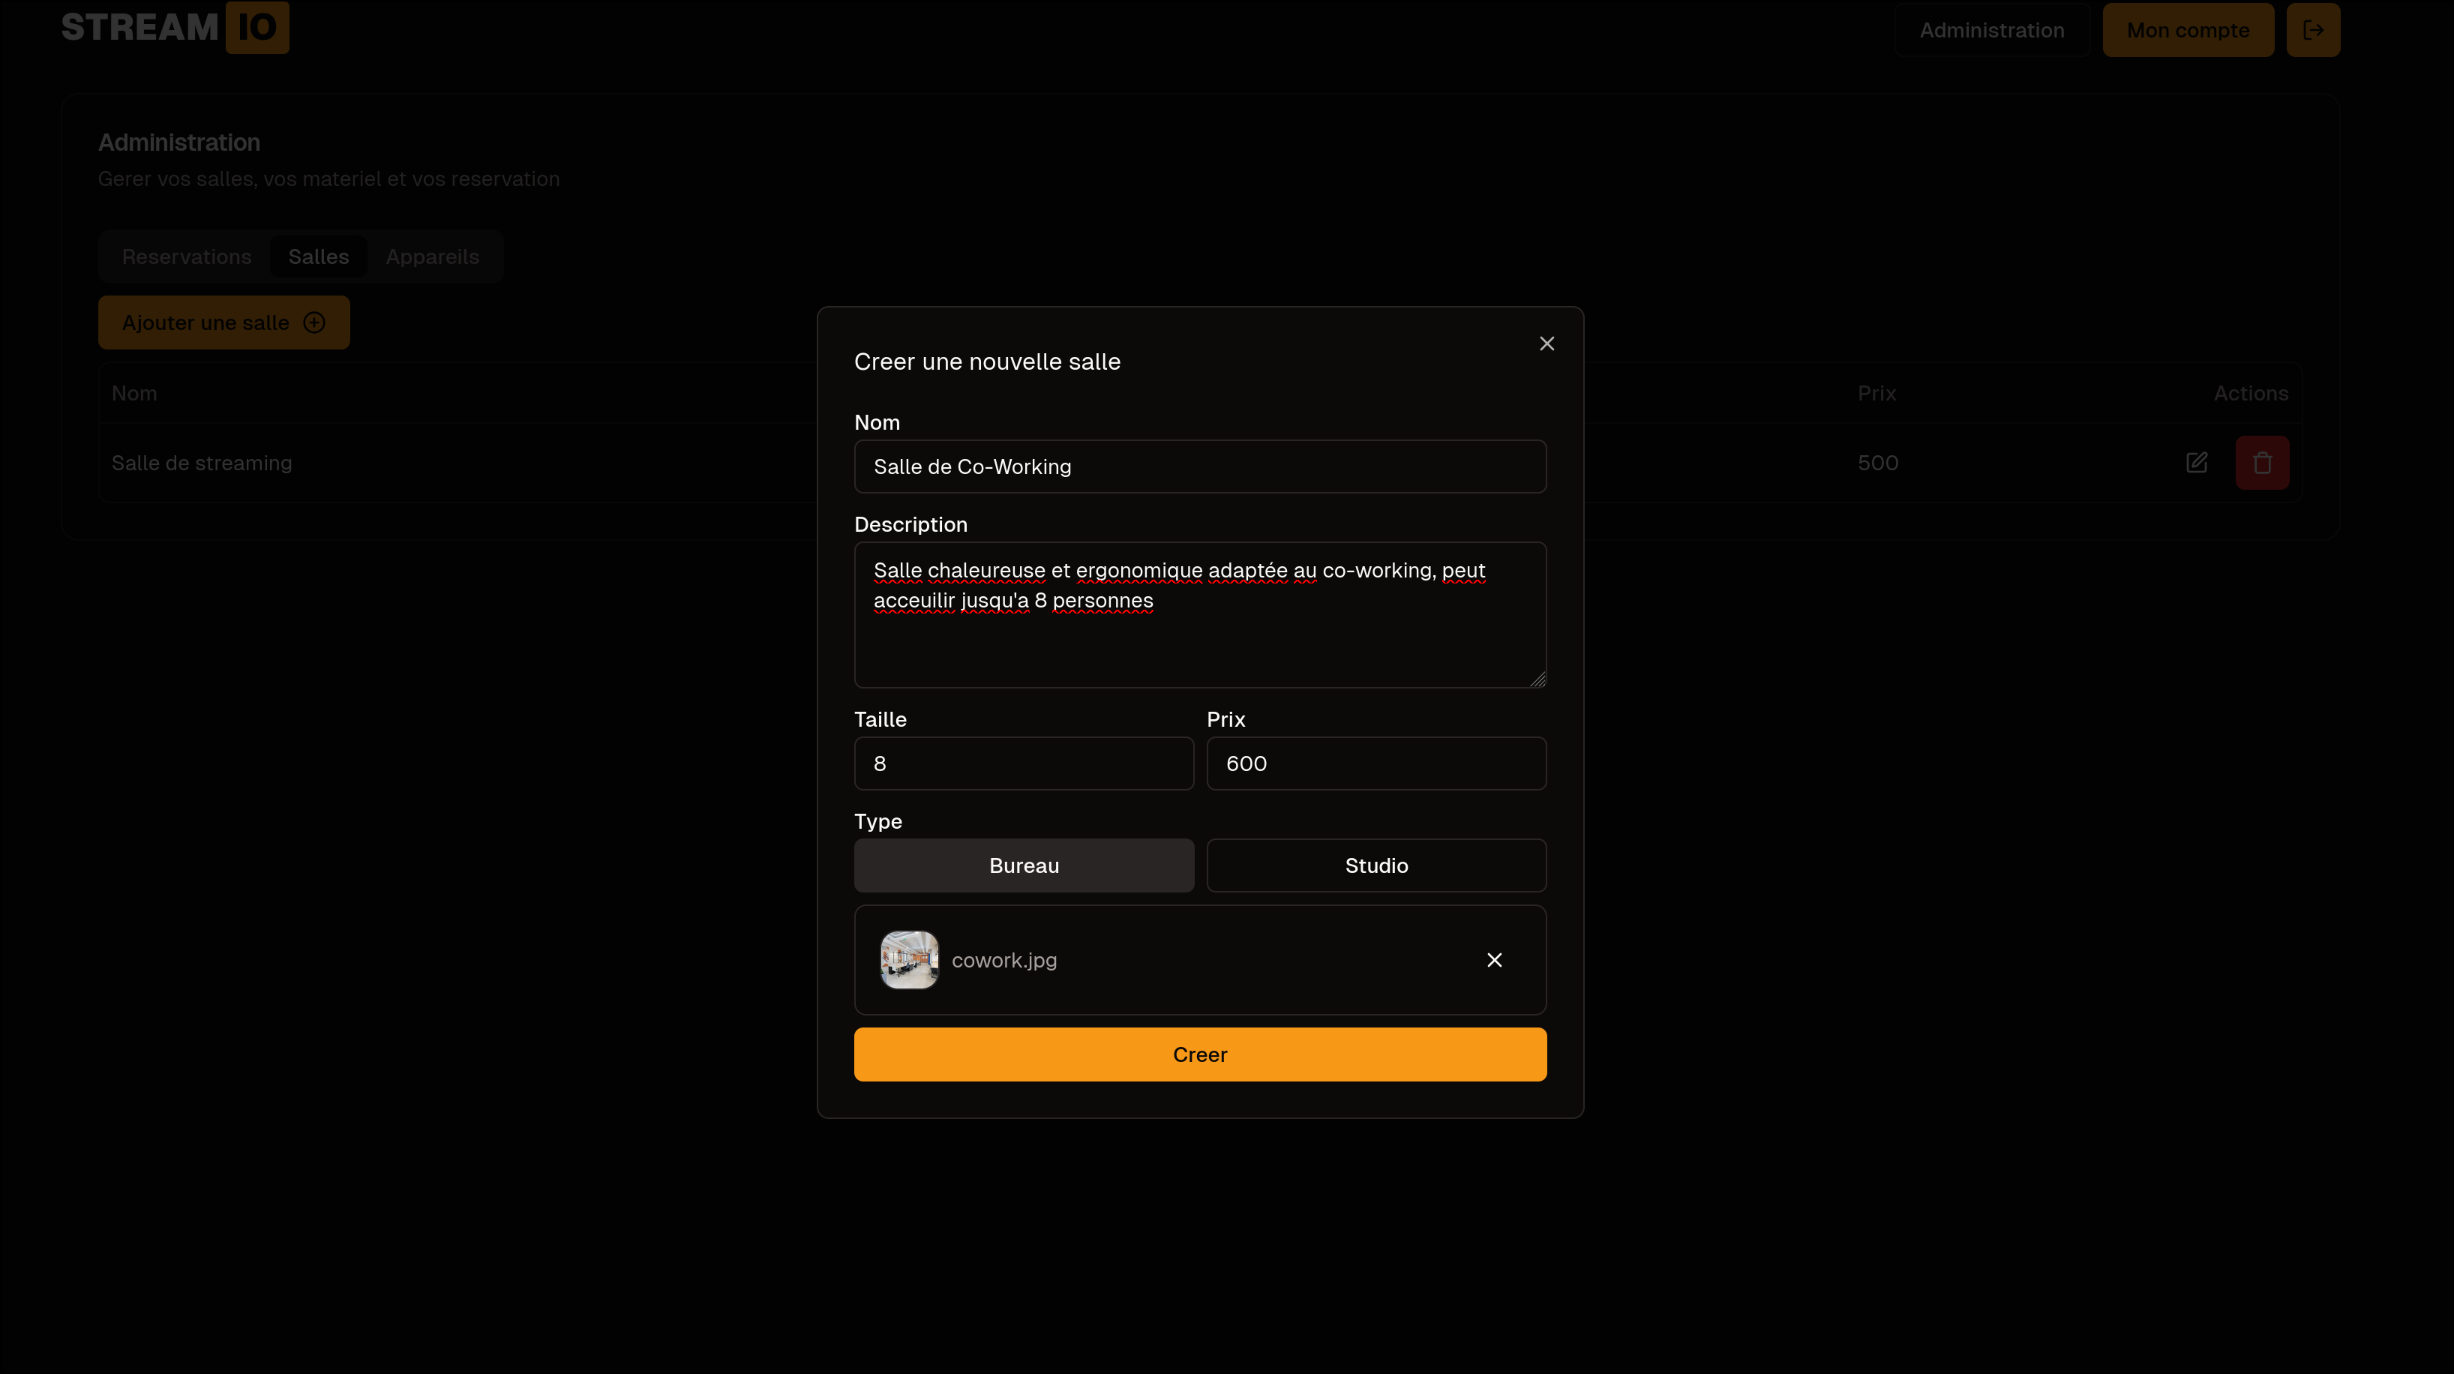 STREAM IO
Administration
Mon compte
Administration
Gerer vos salles, vos materiel et vos reservation
Reservations
Salles
Appareils
Ajouter une salle
Nom
Prix
Actions
Salle de streaming
500
Creer une nouvelle salle
Nom
Salle de Co-Working
Description
Salle chaleureuse et ergonomique adaptée au co-working, peut
acceuilir jusqu'a 8 personnes
Taille
Prix
8
600
Type
Bureau
Studio
cowork.jpg
Creer